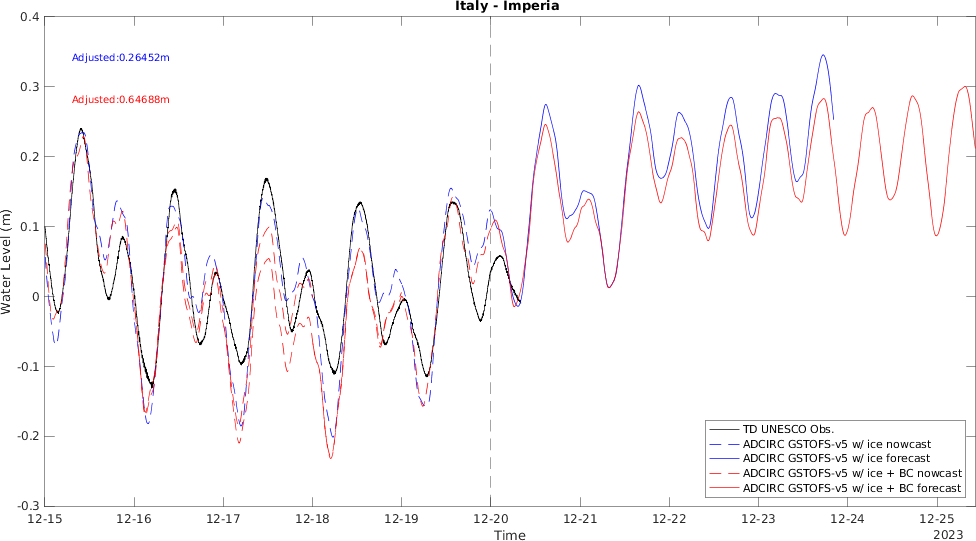 Italy - Imperia
Adjusted:0.26452m
Adjusted:0.64688m
Water Level (m)
0.4
0.3
0.2
0.1
0
-0.1
-0.2
-0.3
TD UNESCO Obs.
ADCIRC GSTOFS-v5 w/ ice nowcast
ADCIRC GSTOFS-v5 w/ ice forecast
ADCIRC GSTOFS-v5 w/ ice + BC nowcast
ADCIRC GSTOFS-v5 w/ ice + BC forecast
12-15 12-16 12-17 12-18 12-19 12-20 12-21 12-22 12-23 12-24 12-25
Time
2023